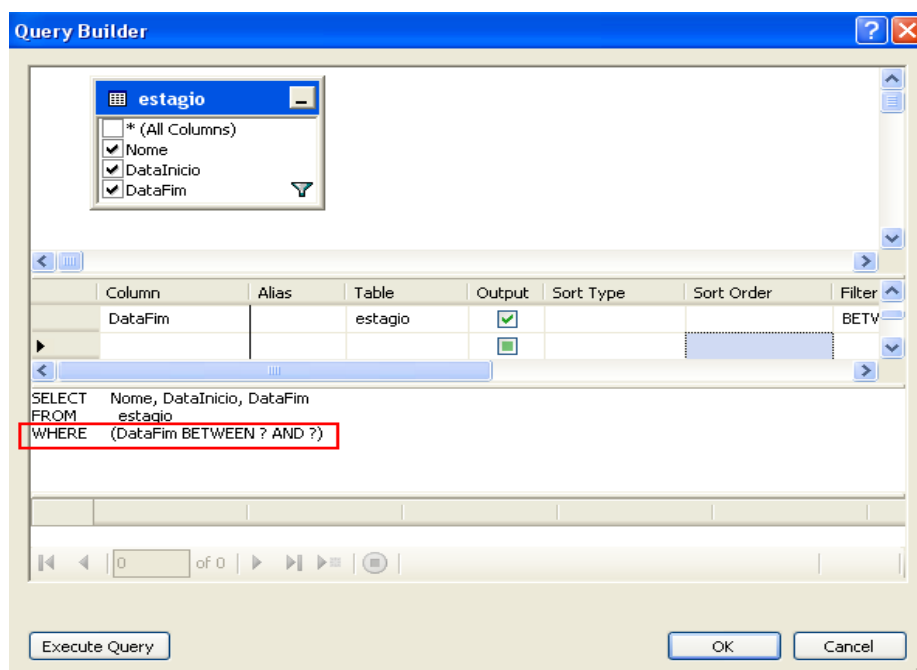 Query Builder
estagio
* (All Columns)
Nome
DataInicio
DataFim
Column Alias Table Output Sort Type Sort Order Filter
DataFim estagio BETW
SELECT Nome, DataInicio, DataFim
FROM estagio
WHERE (DataFim BETWEEN ? AND ?)
0 of 0
Execute Query OK Cancel